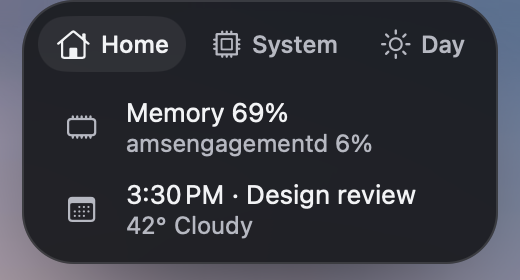 Home System Day
Memory 69%
amsengagementd 6%
3:30 PM · Design review
42° Cloudy